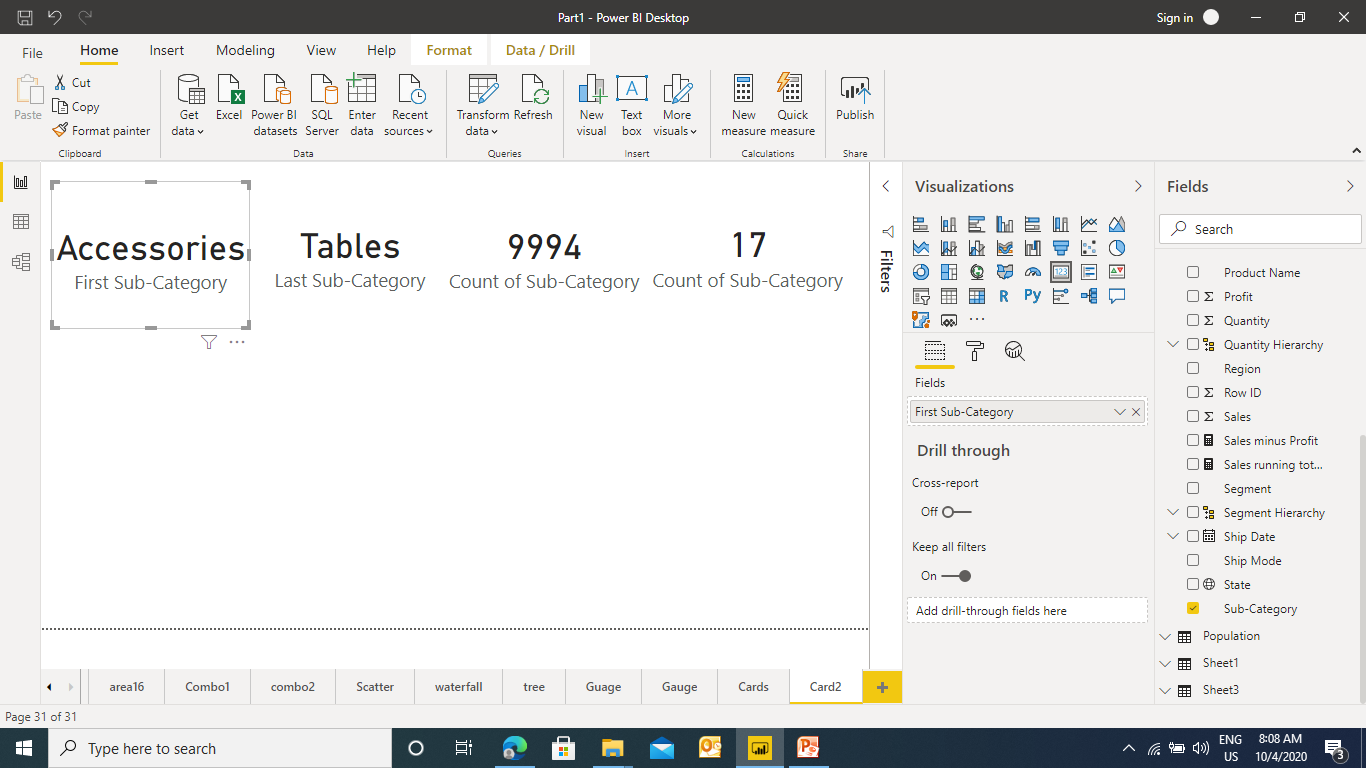 Part1 - Power BI Desktop
Sign in
File
Home
Insert
Modeling
View
Help
Format
Data / Drill
Paste
Cut
Copy
Format painter
Clipboard
Get data
Excel
Power BI datasets
SQL Server
Enter data
Recent sources
Data
Transform data
Refresh
Queries
New visual
Text box
More visuals
Insert
New measure
Quick measure
Calculations
Publish
Share
Accessories
First Sub-Category
Tables
Last Sub-Category
9994
Count of Sub-Category
17
Count of Sub-Category
Filters
Visualizations
R
Py
123
Fields
First Sub-Category
Drill through
Cross-report
Off
Keep all filters
On
Add drill-through fields here
Fields
Search
Product Name
Profit
Quantity
Quantity Hierarchy
Region
Row ID
Sales
Sales minus Profit
Sales running tot...
Segment
Segment Hierarchy
Ship Date
Ship Mode
State
Sub-Category
Population
Sheet1
Sheet3
area16
Combo1
combo2
Scatter
waterfall
tree
Guage
Gauge
Cards
Card2
Page 31 of 31
Type here to search
ENG
US
8:08 AM
10/4/2020
3